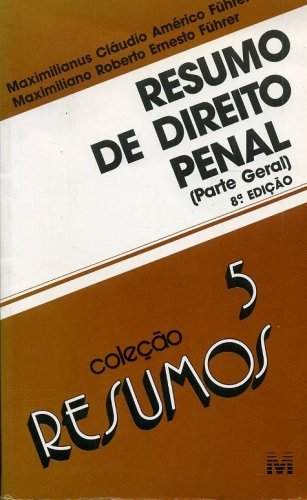 Maximilianus Cláudio Américo Führer
Maximiliano Roberto Ernesto Führer
RESUMO
DE DIREITO
PENAL
(Parte Geral)
8ª EDIÇÃO
5
coleção
RESUMOS
M